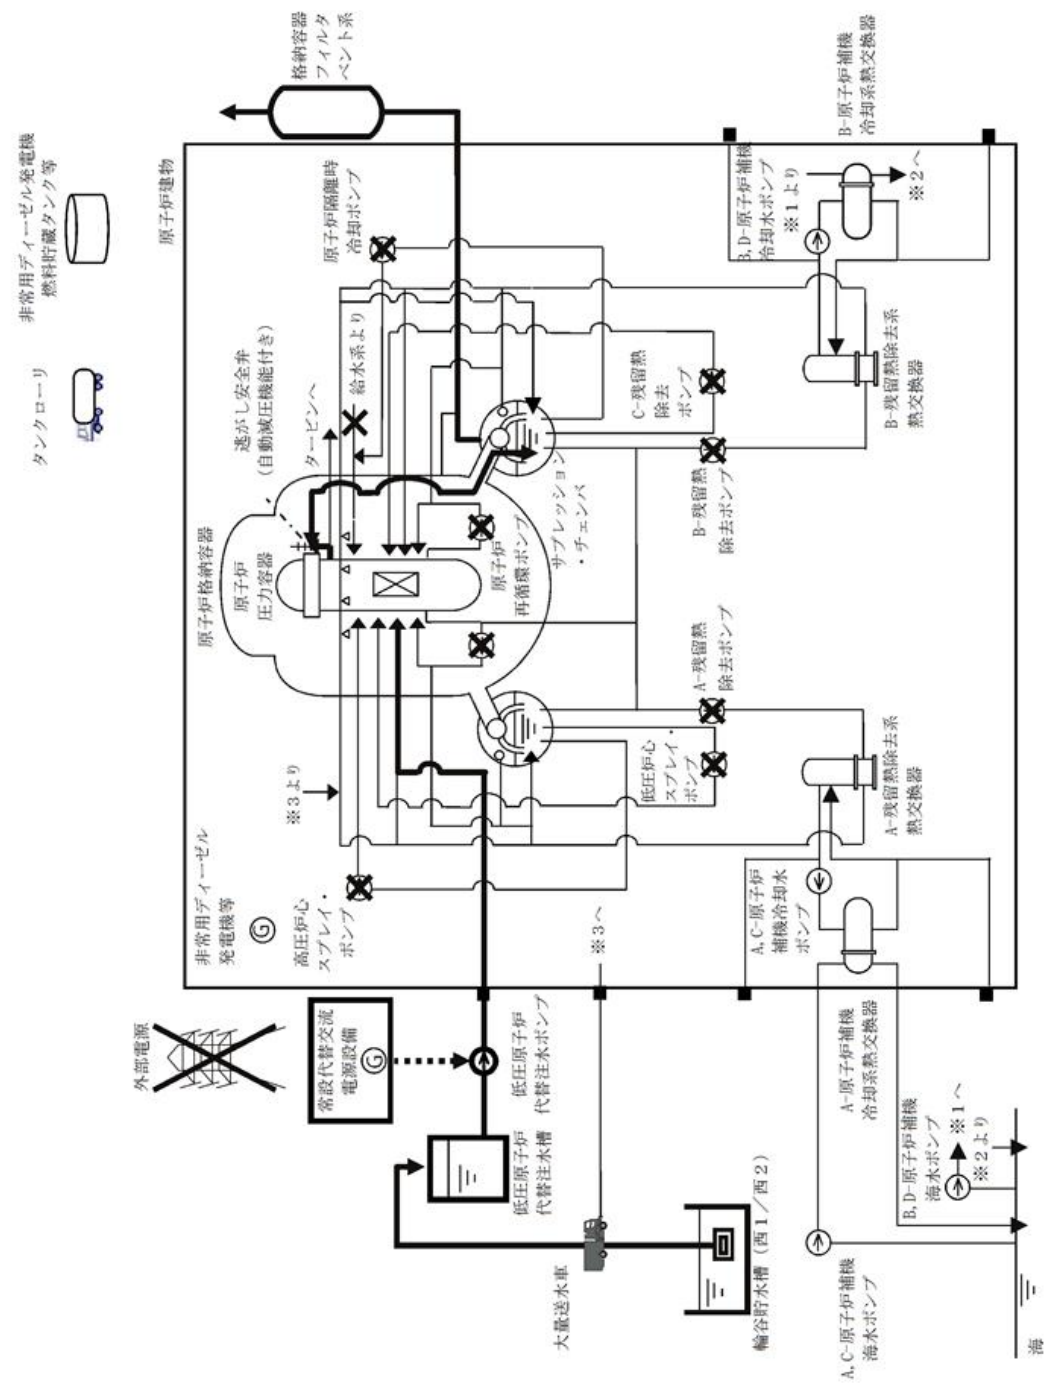 外部電源
常設代替交流
電源設備
G
低圧原子炉
代替注水ポンプ
低圧原子炉
代替注水槽
大量送水車
輪谷貯水槽（西1／西2）
非常用ディーゼル
発電機等
G
高圧炉心
スプレイ・
ポンプ
※3より
※3へ
原子炉格納容器
原子炉
圧力容器
逃がし安全弁
（自動減圧機能付き）
タービンへ
給水系より
タンクローリ
非常用ディーゼル発電機
燃料貯蔵タンク等
原子炉建物
原子炉隔離時
冷却ポンプ
格納容器
フィルタ
ベント系
原子炉
再循環ポンプ
サプレッション
・チェンバ
低圧炉心
スプレイ・
ポンプ
A-残留熱
除去ポンプ
B-残留熱
除去ポンプ
C-残留熱
除去
ポンプ
A-残留熱除去系
熱交換器
B-残留熱除去系
熱交換器
B,D-原子炉補機
冷却水ポンプ
※1より
※2へ
B-原子炉補機
冷却系熱交換器
A,C-原子炉
補機冷却水
ポンプ
A-原子炉補機
冷却系熱交換器
B,D-原子炉補機
海水ポンプ
※1へ
※2より
A,C-原子炉補機
海水ポンプ
海